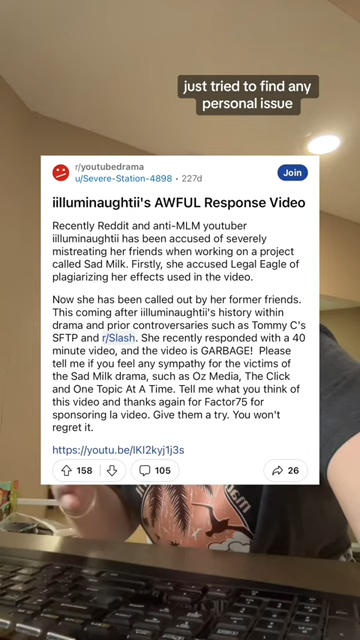 just tried to find any
personal issue
r/youtubedrama
u/Severe-Station-4898 • 227d
Join
iilluminaughtii's AWFUL Response Video
Recently Reddit and anti-MLM youtuber
iilluminaughtii has been accused of severely
mistreating her friends when working on a project
called Sad Milk. Firstly, she accused Legal Eagle of
plagiarizing her effects used in the video.
Now she has been called out by her former friends.
This coming after iilluminaughtii's history within
drama and prior controversaries such as Tommy C's
SFTP and r/Slash. She recently responded with a 40
minute video, and the video is GARBAGE!  Please
tell me if you feel any sympathy for the victims of
the Sad Milk drama, such as Oz Media, The Click
and One Topic At A Time. Tell me what you think of
this video and thanks again for Factor75 for
sponsoring la video. Give them a try. You won't
regret it.
https://youtu.be/lKI2kyj1j3s
158
105
26